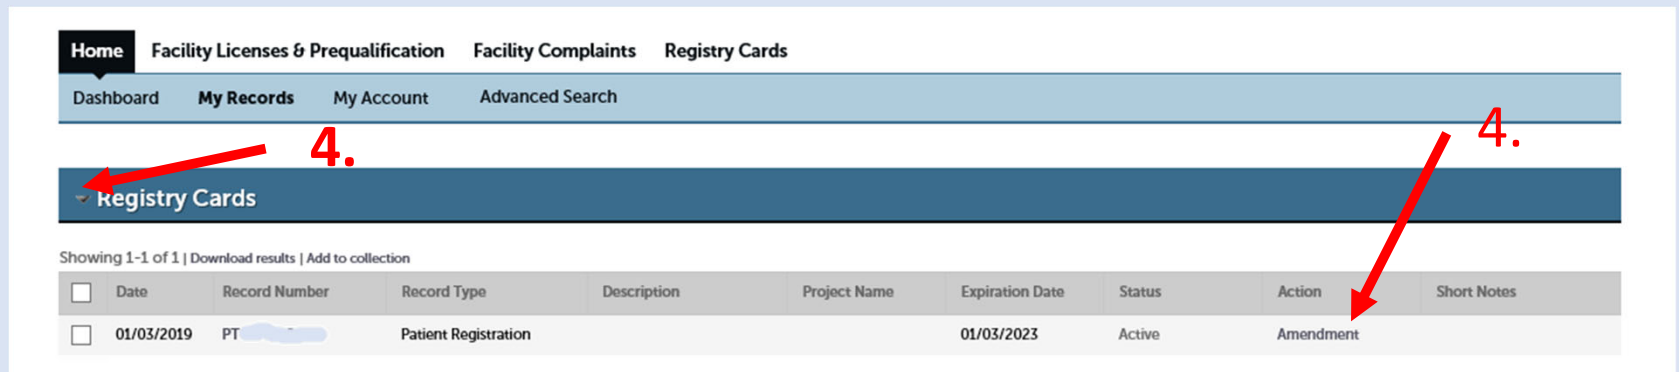 Home Facility Licenses & Prequalification Facility Complaints Registry Cards
Dashboard My Records My Account Advanced Search
4. 4.
Registry Cards
Showing 1-1 of 1 | Download results | Add to collection
Date Record Number Record Type Description Project Name Expiration Date Status Action Short Notes
01/03/2019 PT Patient Registration 01/03/2023 Active Amendment